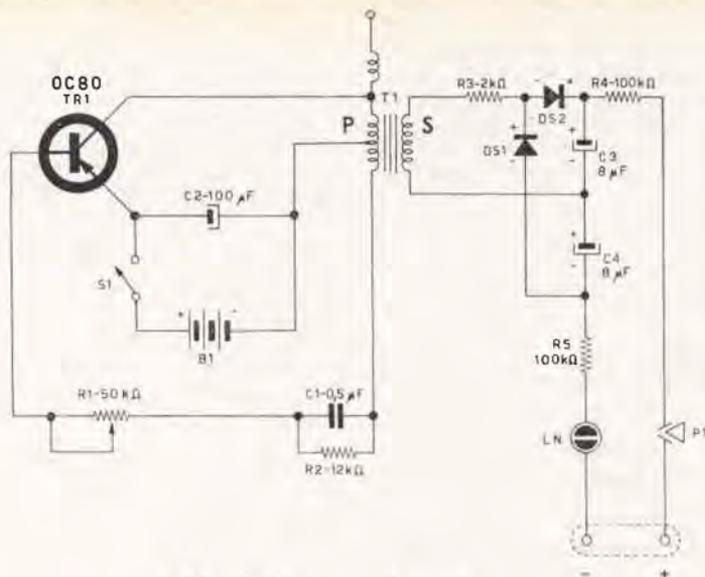 OC80
TR1
T1
P
S
R3-2kΩ
DS2
R4-100kΩ
DS1
C3
8 µF
C2-100 µF
C4
8 µF
S1
+ -
B1
R5
100kΩ
R1-50 kΩ
C1-0,5 µF
R2-12kΩ
LN
P1
- +